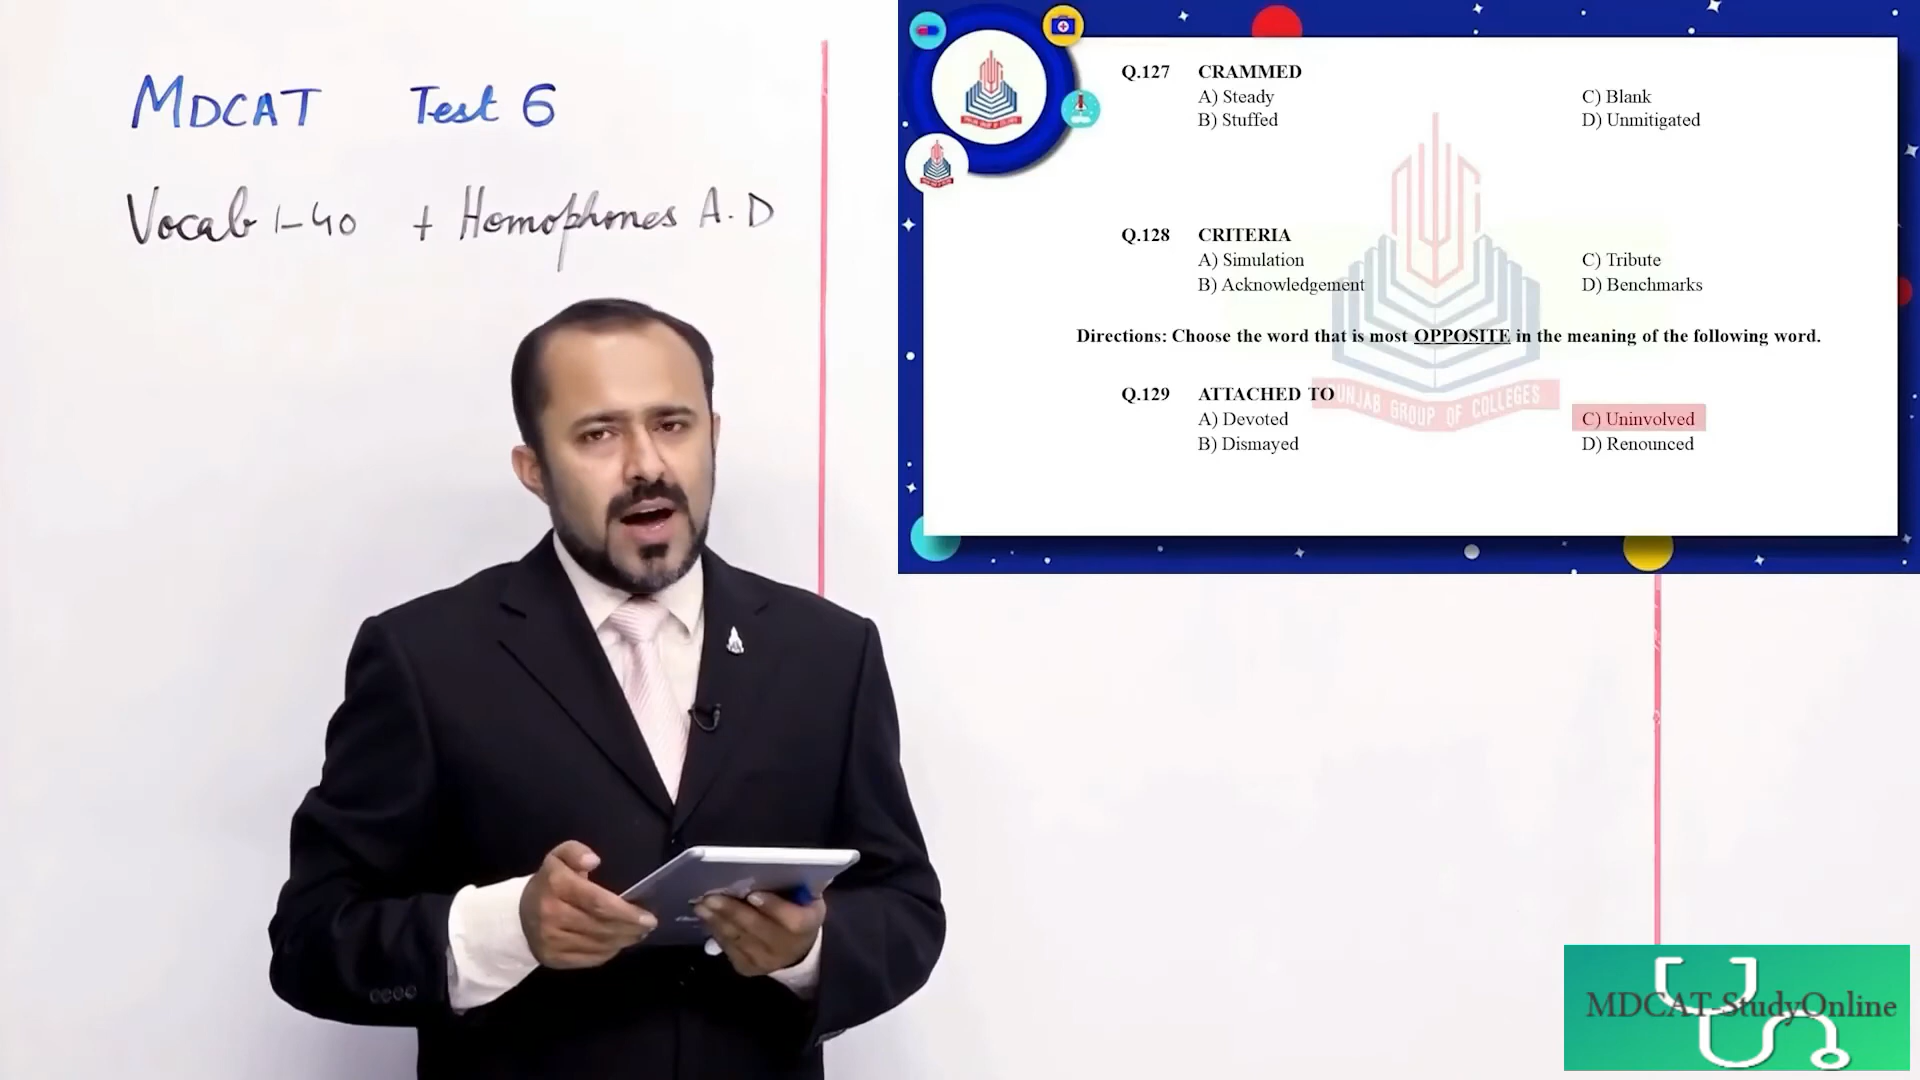 MDCAT Test 6
Vocab 1-40 + Homophones A.D
Q.127 CRAMMED
A) Steady C) Blank
B) Stuffed D) Unmitigated
Q.128 CRITERIA
A) Simulation C) Tribute
B) Acknowledgement D) Benchmarks
Directions: Choose the word that is most OPPOSITE in the meaning of the following word.
Q.129 ATTACHED TO
A) Devoted C) Uninvolved
B) Dismayed D) Renounced
PUNJAB GROUP OF COLLEGES
MDCAT-StudyOnline